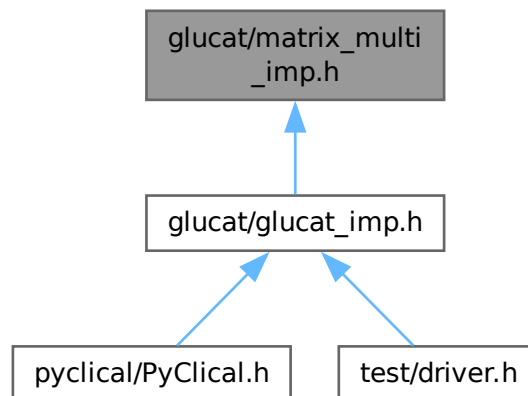 glucat/matrix_multi
_imp.h
glucat/glucat_imp.h
pyclical/PyClical.h
test/driver.h